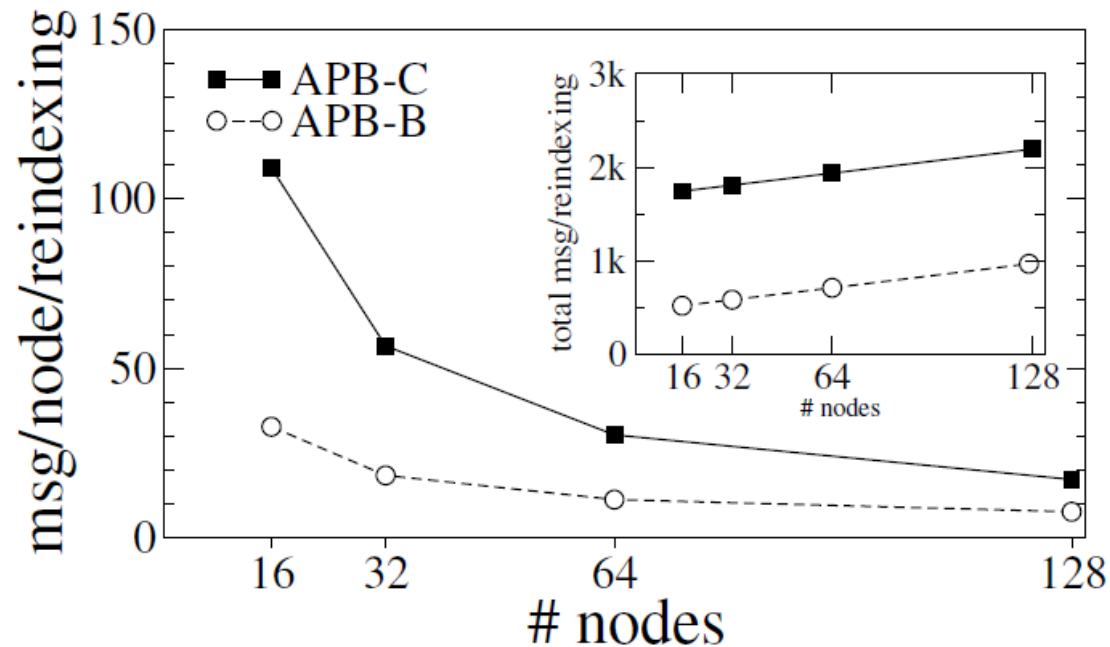 msg/node/reindexing
150
100
50
0
APB-C
APB-B
total msg/reindexing
3k
2k
1k
0
16 32 64 128
# nodes
16 32 64 128
# nodes